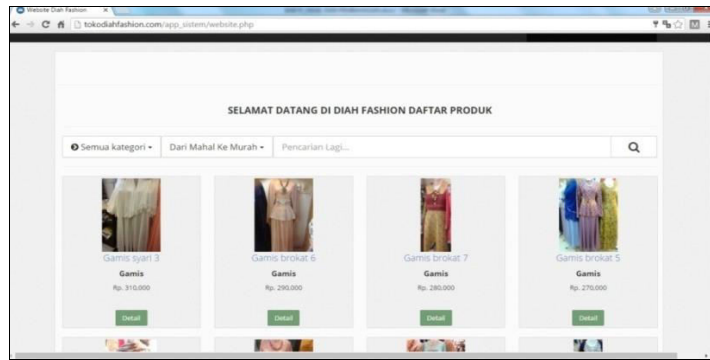 Website Diah Fashion
tokodiahfashion.com/app_sistem/website.php
SELAMAT DATANG DI DIAH FASHION DAFTAR PRODUK
Semua kategori
Dari Mahal Ke Murah
Pencarian Lagi...
Gamis syari 3
Gamis
Rp. 310,000
Detail
Gamis brokat 6
Gamis
Rp. 290,000
Detail
Gamis brokat 7
Gamis
Rp. 280,000
Detail
Gamis brokat 5
Gamis
Rp. 270,000
Detail